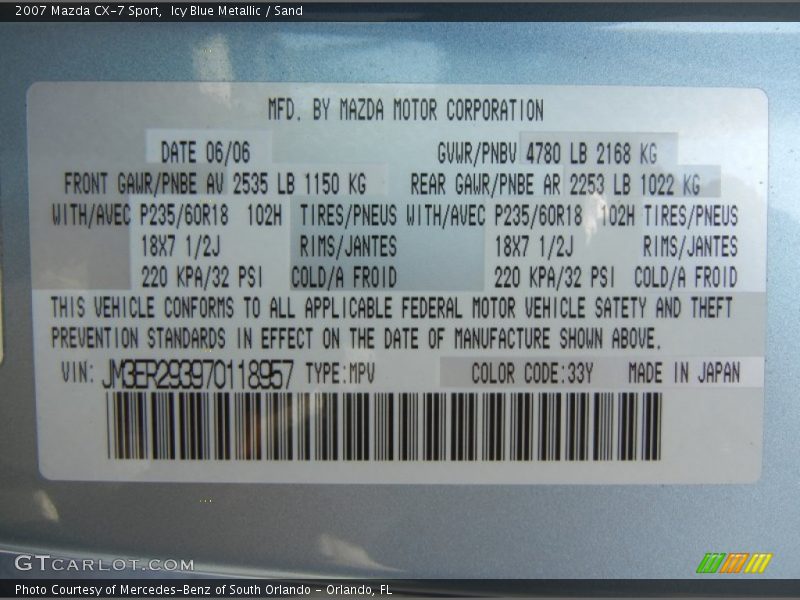 2007 Mazda CX-7 Sport,  Icy Blue Metallic / Sand
MFD. BY MAZDA MOTOR CORPORATION
DATE 06/06 GVWR/PNBV 4780 LB 2168 KG
FRONT GAWR/PNBE AV 2535 LB 1150 KG REAR GAWR/PNBE AR 2253 LB 1022 KG
WITH/AVEC P235/60R18 102H TIRES/PNEUS WITH/AVEC P235/60R18 102H TIRES/PNEUS
18X7 1/2J RIMS/JANTES 18X7 1/2J RIMS/JANTES
220 KPA/32 PSI COLD/A FROID 220 KPA/32 PSI COLD/A FROID
THIS VEHICLE CONFORMS TO ALL APPLICABLE FEDERAL MOTOR VEHICLE SATETY AND THEFT
PREVENTION STANDARDS IN EFFECT ON THE DATE OF MANUFACTURE SHOWN ABOVE.
VIN: JM3ER293970118957 TYPE:MPV COLOR CODE:33Y MADE IN JAPAN
GTCARLOT.COM
Photo Courtesy of Mercedes-Benz of South Orlando - Orlando, FL